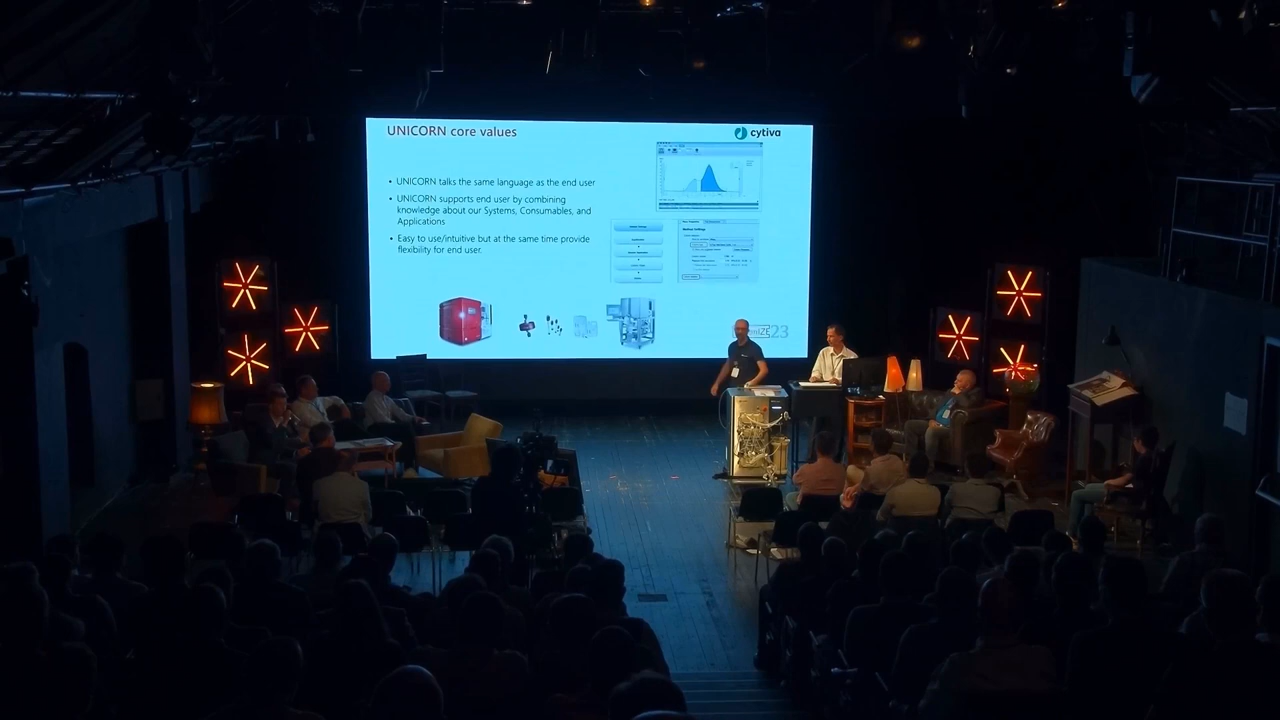 UNICORN core values
cytiva
• UNICORN talks the same language as the end user
• UNICORN supports end user by combining
knowledge about our Systems, Consumables, and
Applications
• Easy to use/intuitive but at the same time provide
flexibility for end user.
23